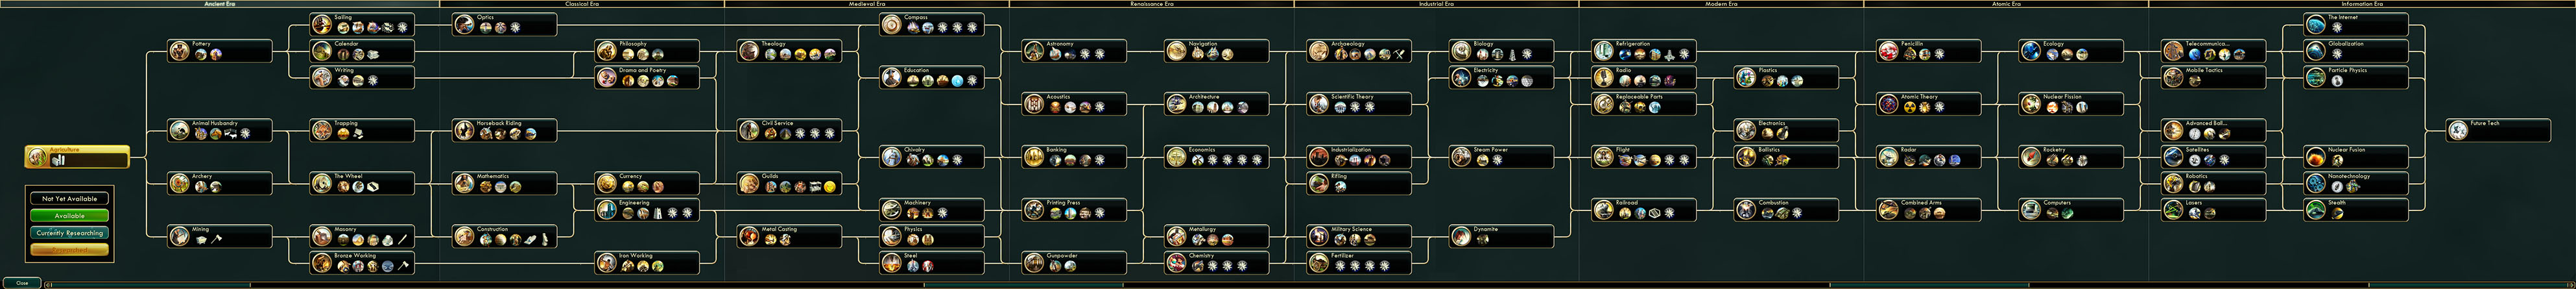 Ancient Era
Classical Era
Medieval Era
Renaissance Era
Industrial Era
Modern Era
Atomic Era
Information Era
Agriculture
Not Yet Available
Available
Currently Researching
Close
Pottery
Animal Husbandry
Archery
Mining
Sailing
Calendar
Writing
Trapping
The Wheel
Masonry
Bronze Working
Optics
Horseback Riding
Mathematics
Construction
Philosophy
Drama and Poetry
Currency
Engineering
Iron Working
Theology
Civil Service
Guilds
Metal Casting
Compass
Education
Chivalry
Machinery
Physics
Steel
Astronomy
Acoustics
Banking
Printing Press
Gunpowder
Navigation
Architecture
Economics
Metallurgy
Chemistry
Archaeology
Scientific Theory
Industrialization
Rifling
Military Science
Fertilizer
Biology
Electricity
Steam Power
Dynamite
Refrigeration
Radio
Replaceable Parts
Flight
Railroad
Plastics
Electronics
Ballistics
Combustion
Penicillin
Atomic Theory
Radar
Combined Arms
Ecology
Nuclear Fission
Rocketry
Computers
Telecommunica...
Mobile Tactics
Advanced Ball...
Satellites
Robotics
Lasers
The Internet
Globalization
Particle Physics
Nuclear Fusion
Nanotechnology
Stealth
Future Tech